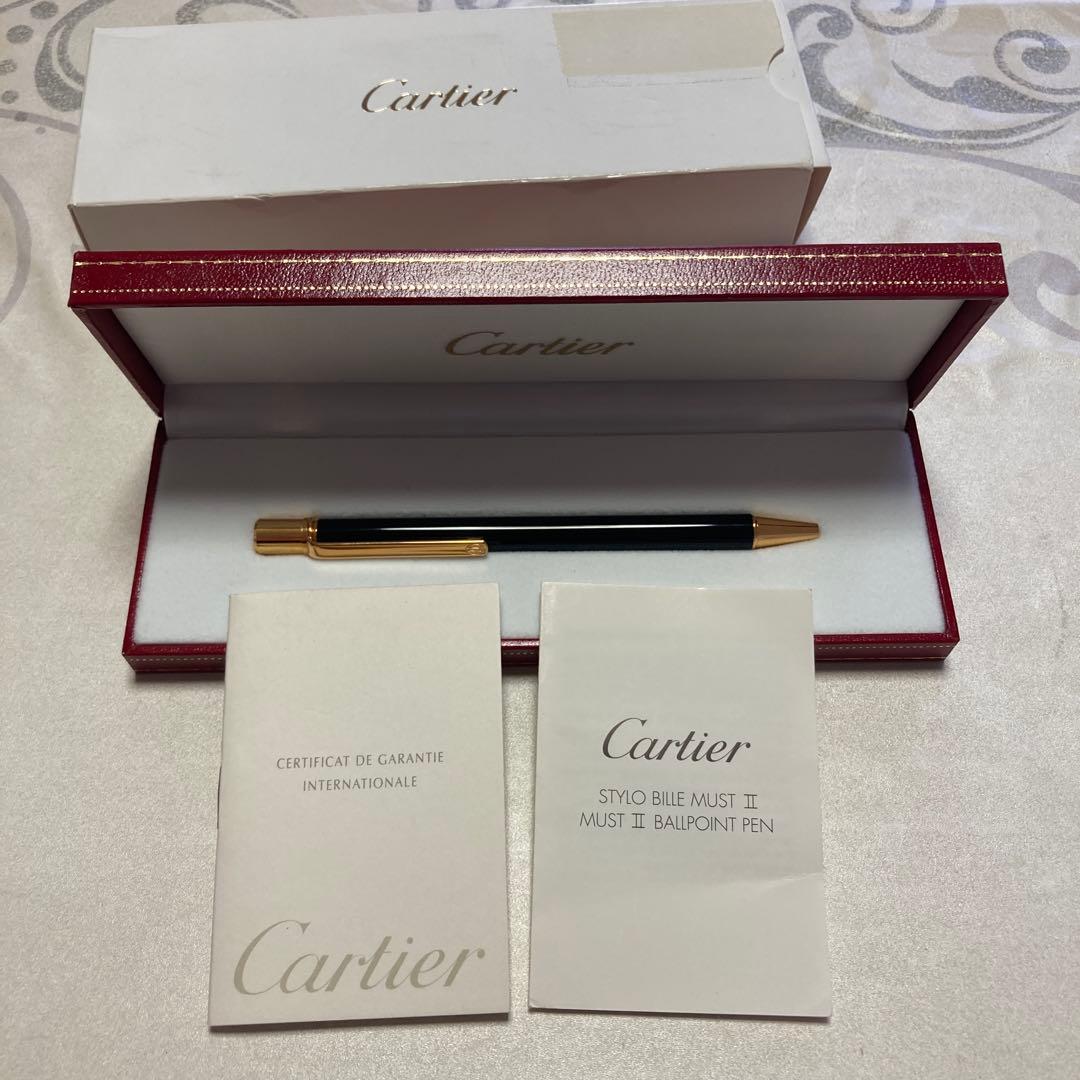 Cartier
Cartier
CERTIFICAT DE GARANTIE
INTERNATIONALE
Cartier
Cartier
STYLO BILLE MUST II
MUST II BALLPOINT PEN